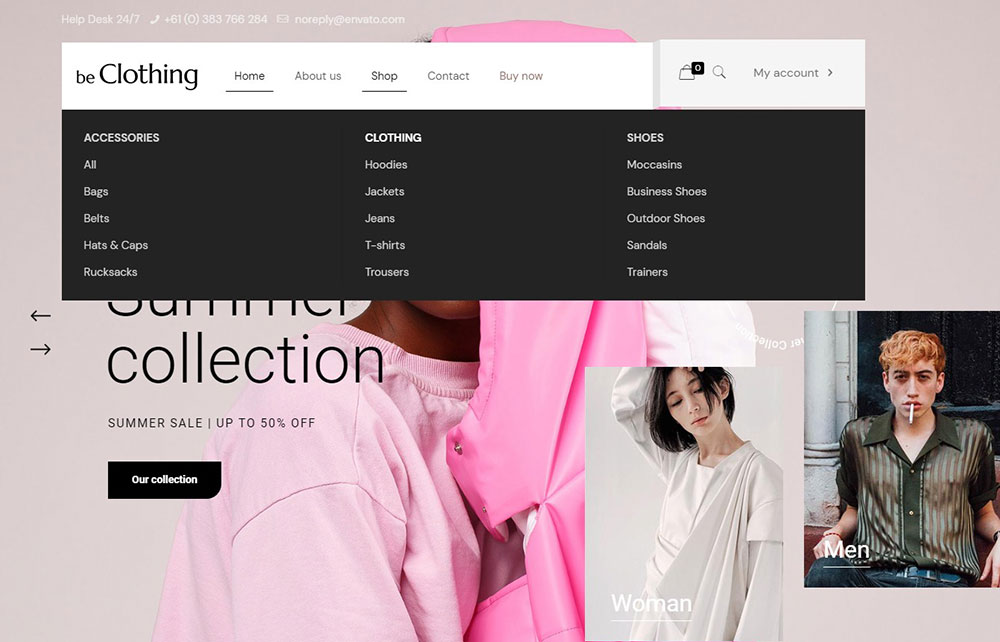 Help Desk 24/7 +61 (0) 383 766 284 noreply@envato.com
be Clothing Home About us Shop Contact Buy now 0 My account
ACCESSORIES
All
Bags
Belts
Hats & Caps
Rucksacks
CLOTHING
Hoodies
Jackets
Jeans
T-shirts
Trousers
SHOES
Moccasins
Business Shoes
Outdoor Shoes
Sandals
Trainers
Summer
collection
SUMMER SALE | UP TO 50% OFF
Our collection
Collection
Woman
Men